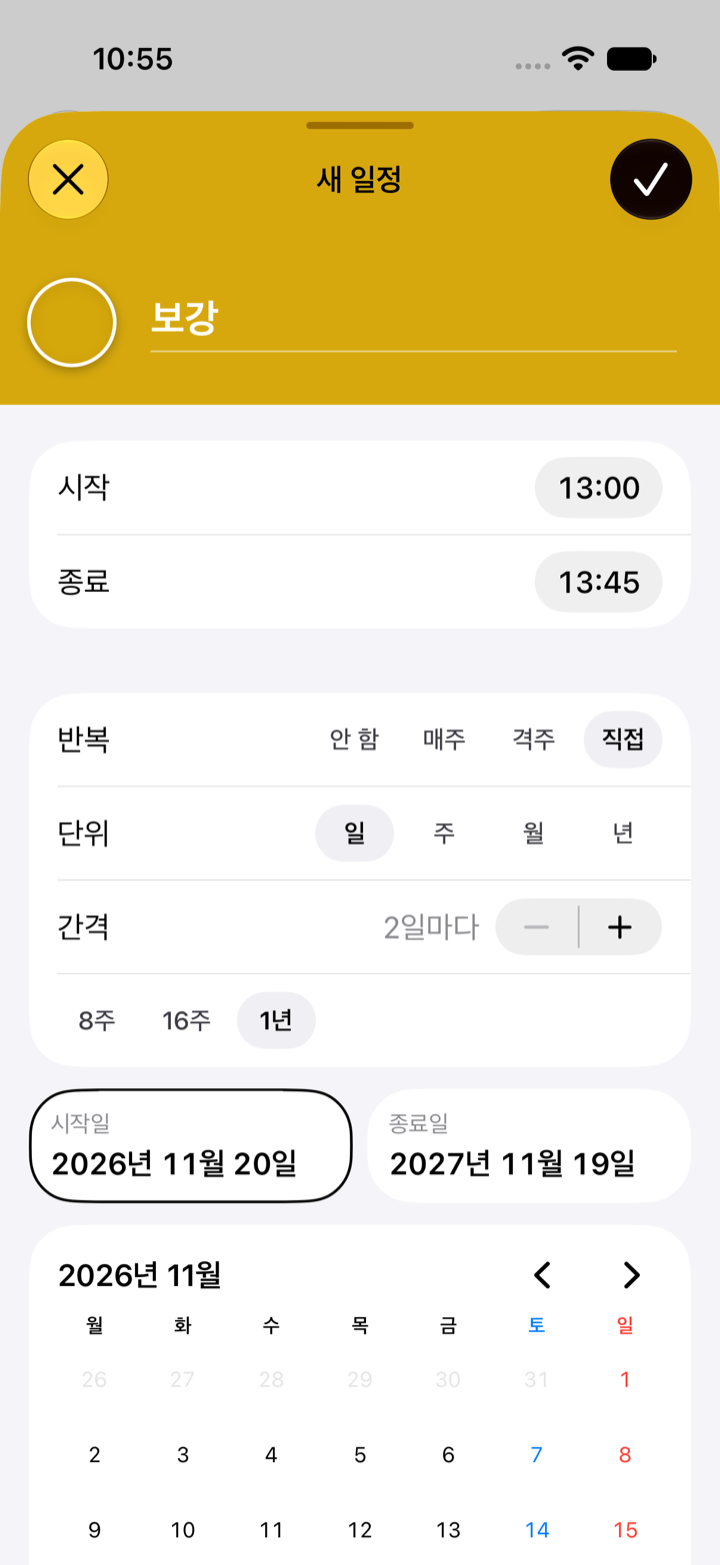 10:55
새 일정
보강
시작 13:00
종료 13:45
반복 안 함 매주 격주 직접
단위 일 주 월 년
간격 2일마다
8주 16주 1년
시작일 종료일
2026년 11월 20일 2027년 11월 19일
2026년 11월
월 화 수 목 금 토 일
26 27 28 29 30 31 1
2 3 4 5 6 7 8
9 10 11 12 13 14 15